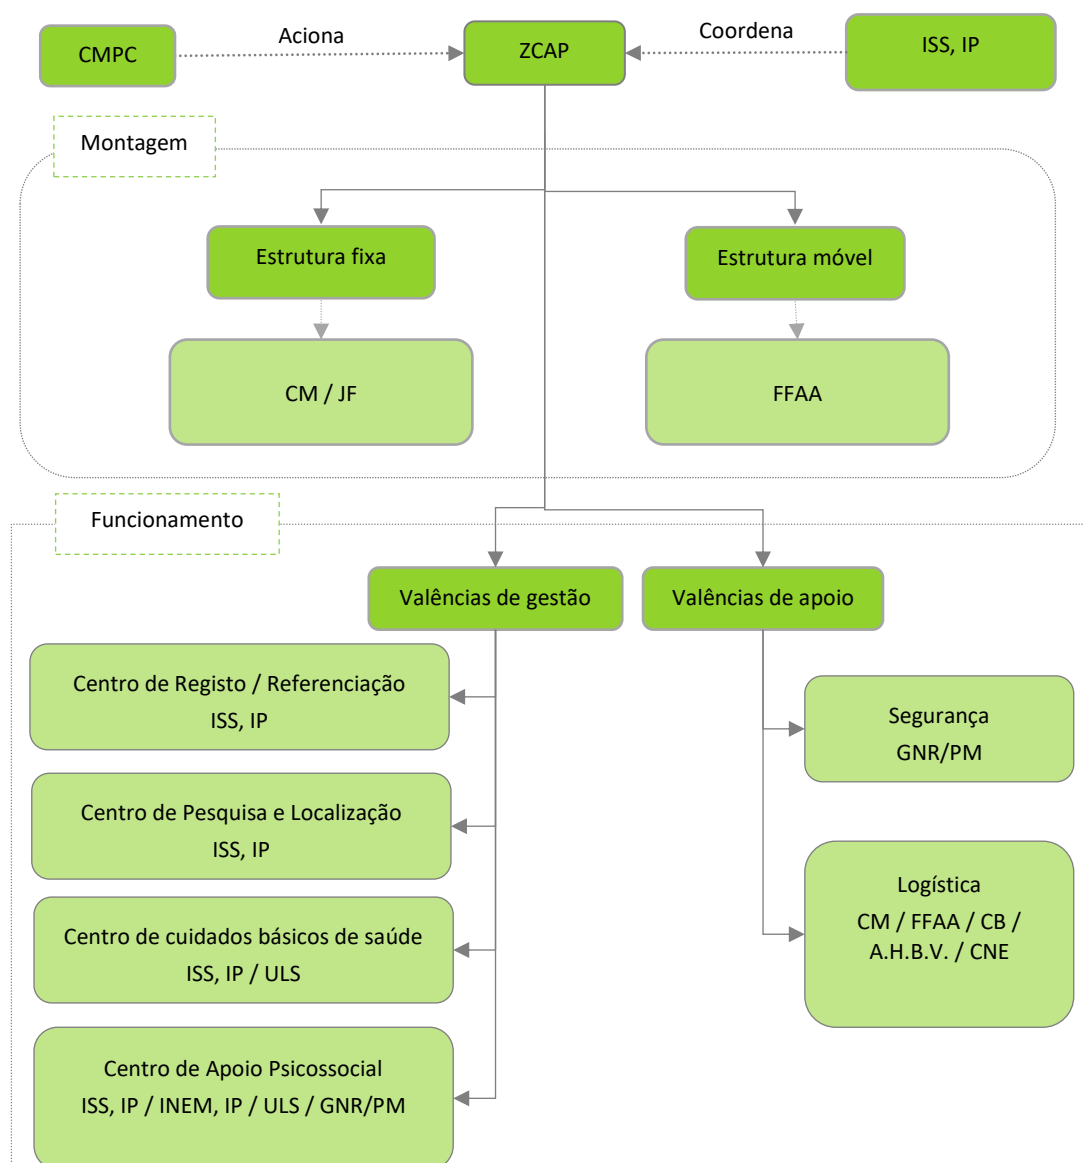 CMPC
Aciona
ZCAP
Coordena
ISS, IP
Montagem
Estrutura fixa
Estrutura móvel
CM / JF
FFAA
Funcionamento
Valências de gestão
Valências de apoio
Centro de Registo / Referenciação
ISS, IP
Centro de Pesquisa e Localização
ISS, IP
Centro de cuidados básicos de saúde
ISS, IP / ULS
Centro de Apoio Psicossocial
ISS, IP / INEM, IP / ULS / GNR/PM
Segurança
GNR/PM
Logística
CM / FFAA / CB /
A.H.B.V. / CNE